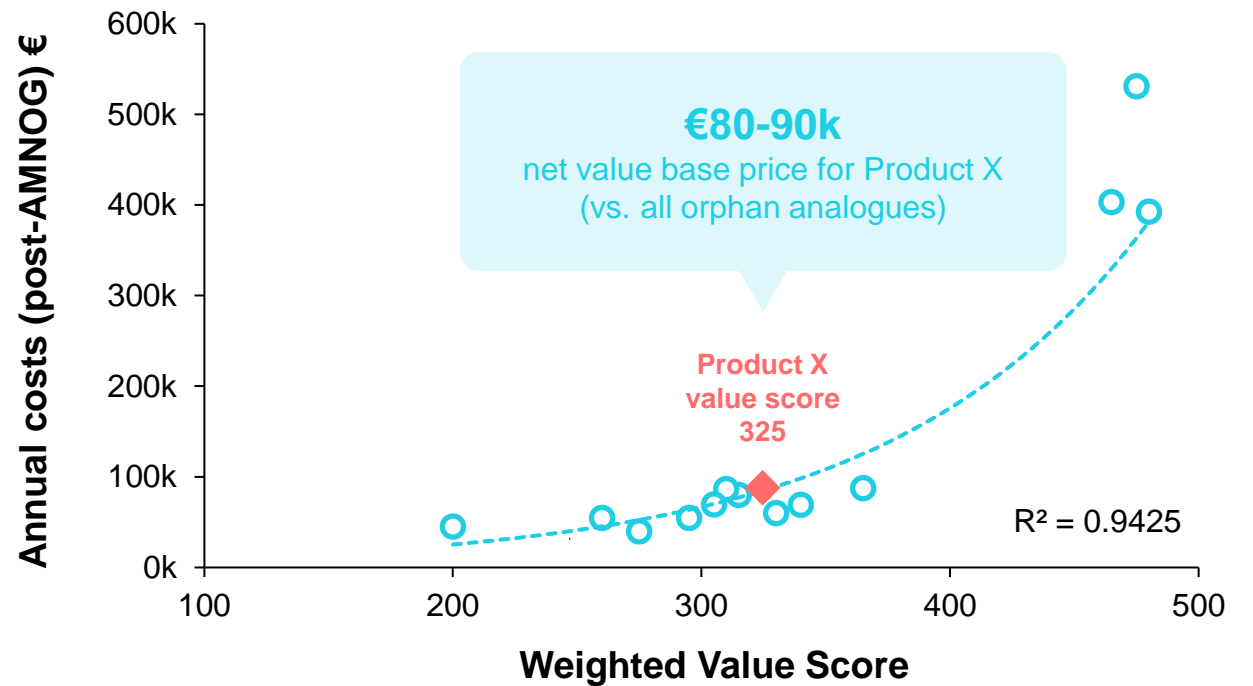 Annual costs (post-AMNOG) €
600k
500k
400k
300k
200k
100k
0k
€80-90k
net value base price for Product X
(vs. all orphan analogues)
Product X
value score
325
R² = 0.9425
100
200
300
400
500
Weighted Value Score